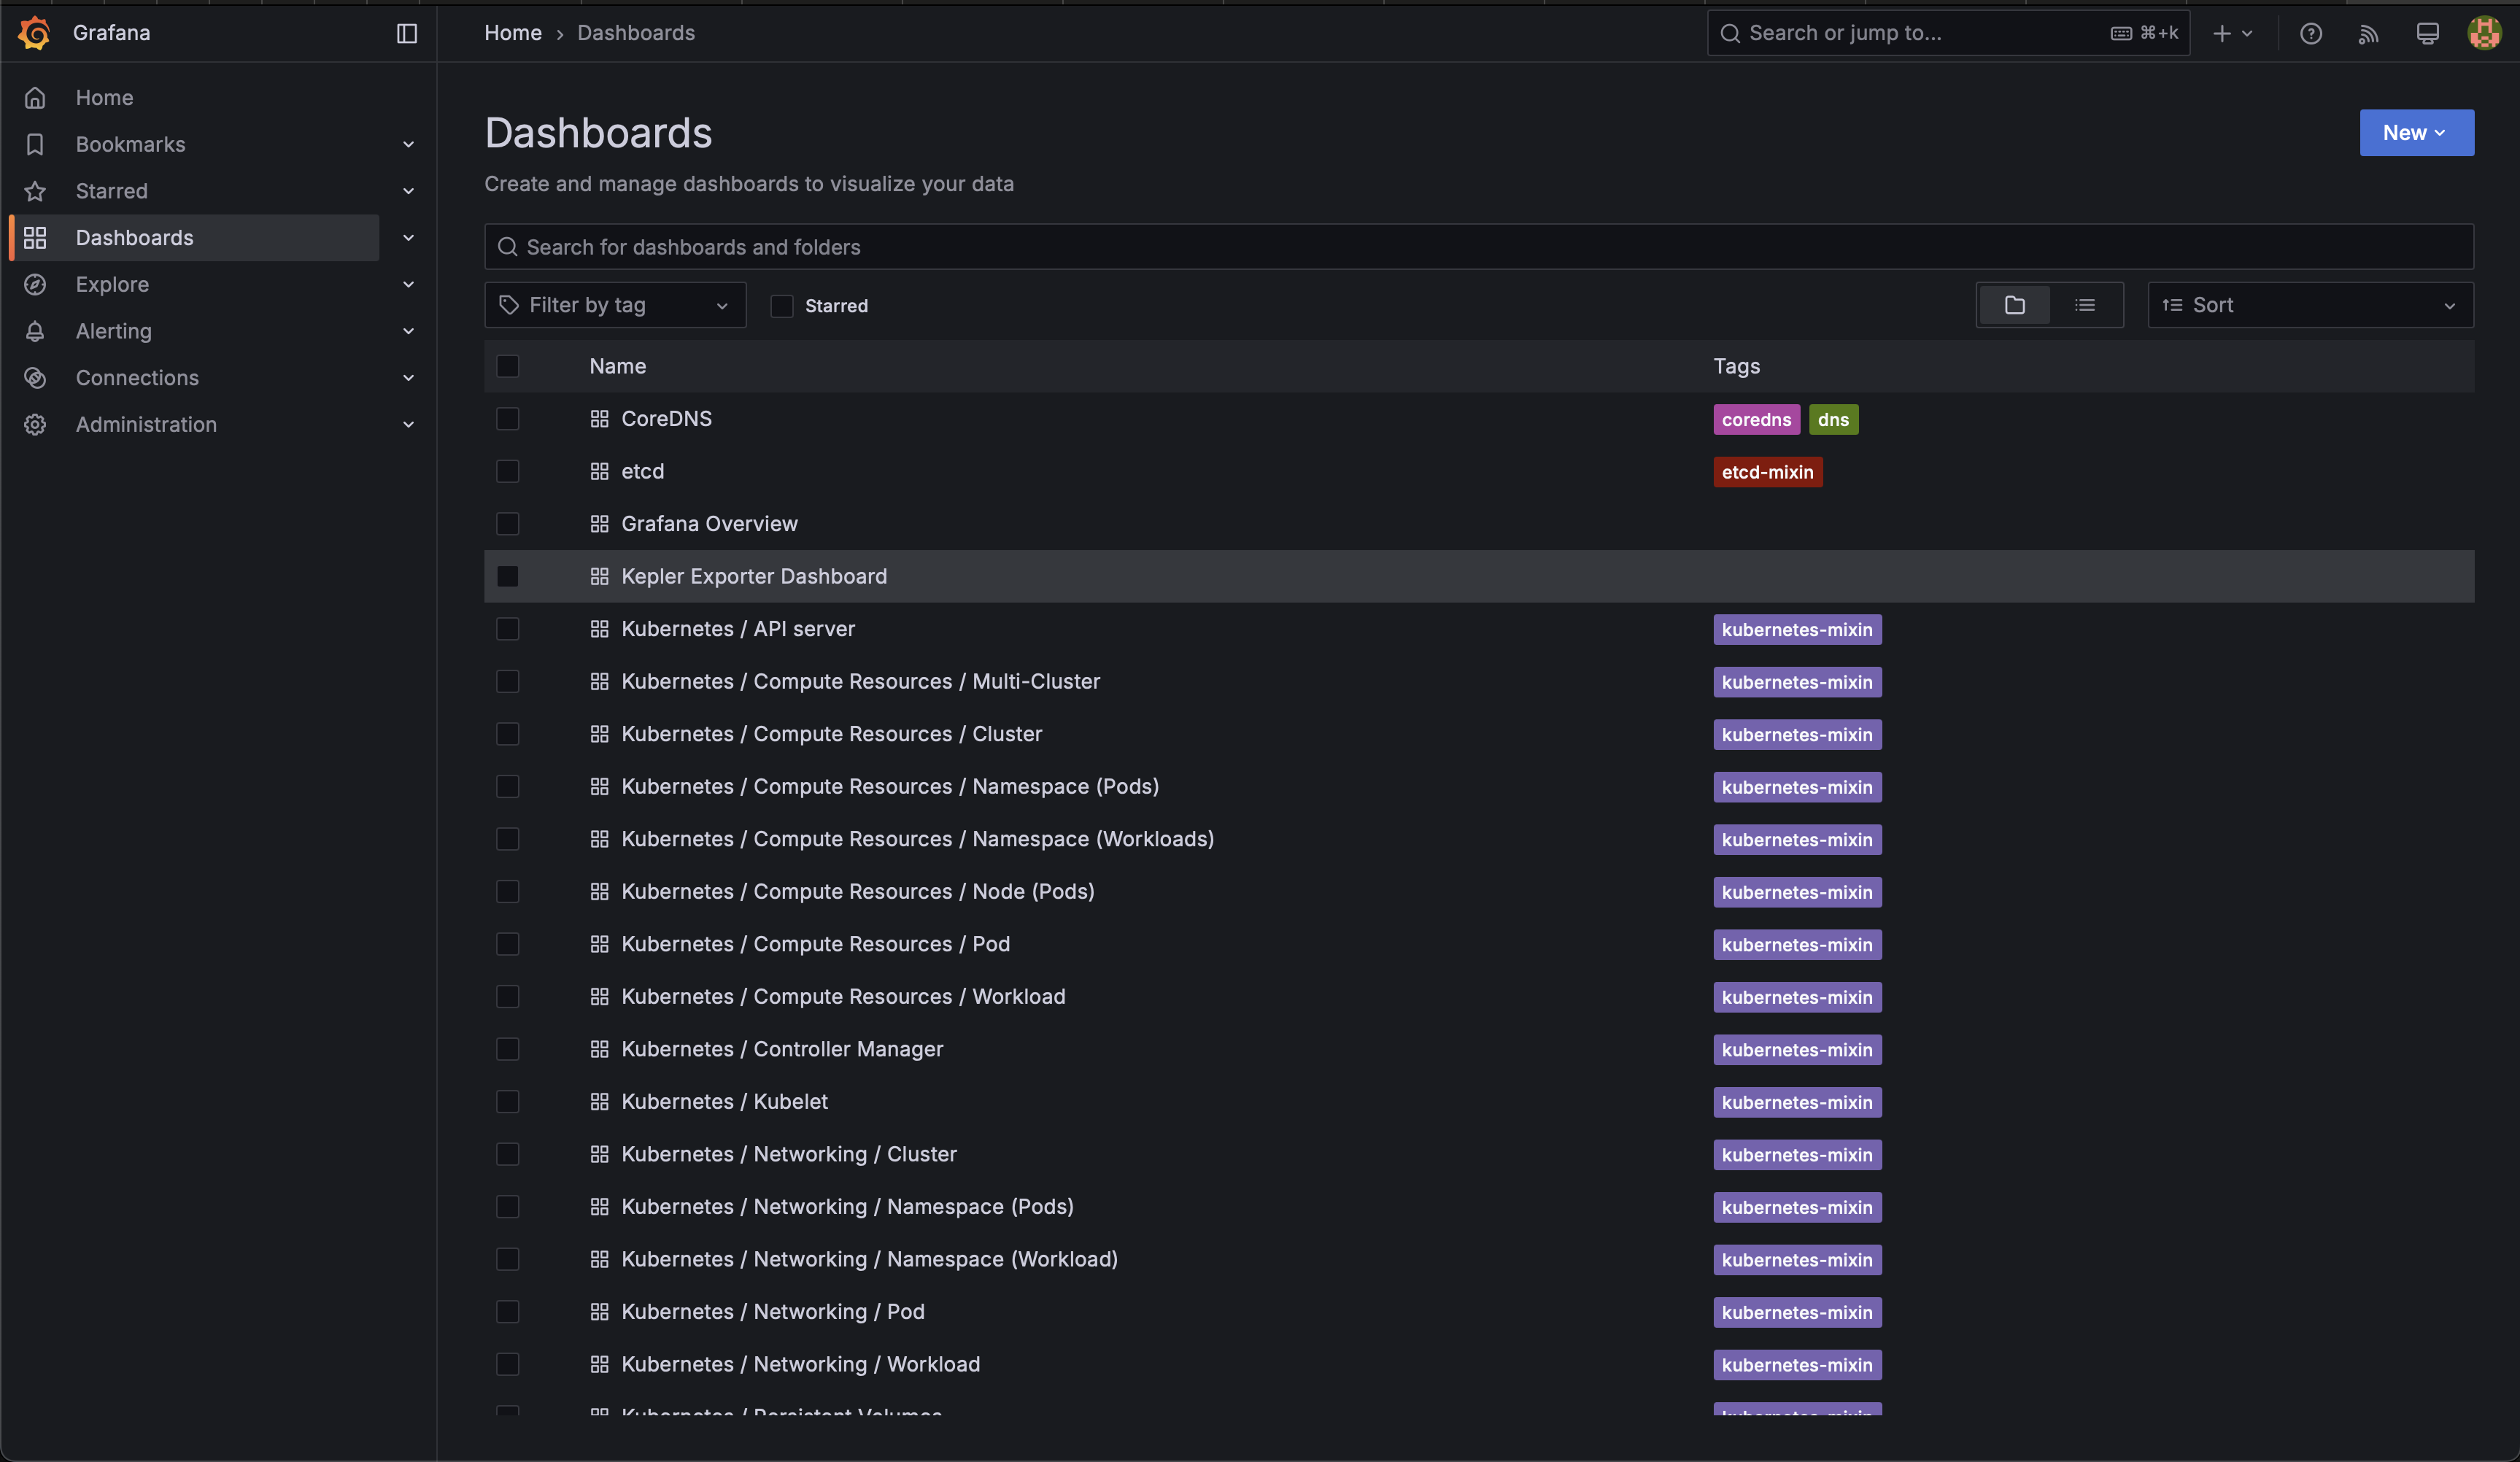 Grafana
Home › Dashboards
Search or jump to...
⌘+k
Home
Bookmarks
Starred
Dashboards
Explore
Alerting
Connections
Administration
Dashboards
New
Create and manage dashboards to visualize your data
Search for dashboards and folders
Filter by tag
Starred
Sort
Name Tags
CoreDNS coredns dns
etcd etcd-mixin
Grafana Overview
Kepler Exporter Dashboard
Kubernetes / API server kubernetes-mixin
Kubernetes / Compute Resources / Multi-Cluster kubernetes-mixin
Kubernetes / Compute Resources / Cluster kubernetes-mixin
Kubernetes / Compute Resources / Namespace (Pods) kubernetes-mixin
Kubernetes / Compute Resources / Namespace (Workloads) kubernetes-mixin
Kubernetes / Compute Resources / Node (Pods) kubernetes-mixin
Kubernetes / Compute Resources / Pod kubernetes-mixin
Kubernetes / Compute Resources / Workload kubernetes-mixin
Kubernetes / Controller Manager kubernetes-mixin
Kubernetes / Kubelet kubernetes-mixin
Kubernetes / Networking / Cluster kubernetes-mixin
Kubernetes / Networking / Namespace (Pods) kubernetes-mixin
Kubernetes / Networking / Namespace (Workload) kubernetes-mixin
Kubernetes / Networking / Pod kubernetes-mixin
Kubernetes / Networking / Workload kubernetes-mixin
Kubernetes / Persistent Volumes kubernetes-mixin